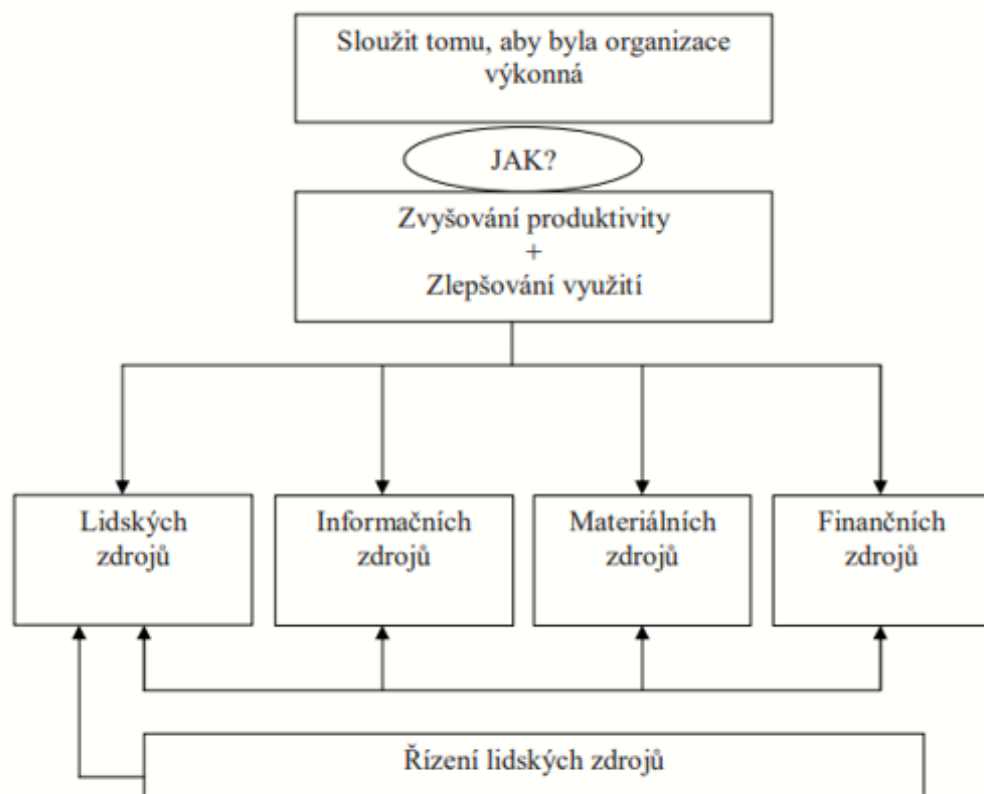 Sloužit tomu, aby byla organizace
výkonná
JAK?
Zvyšování produktivity
+
Zlepšování využití
Lidských
zdrojů
Informačních
zdrojů
Materiálních
zdrojů
Finančních
zdrojů
Řízení lidských zdrojů